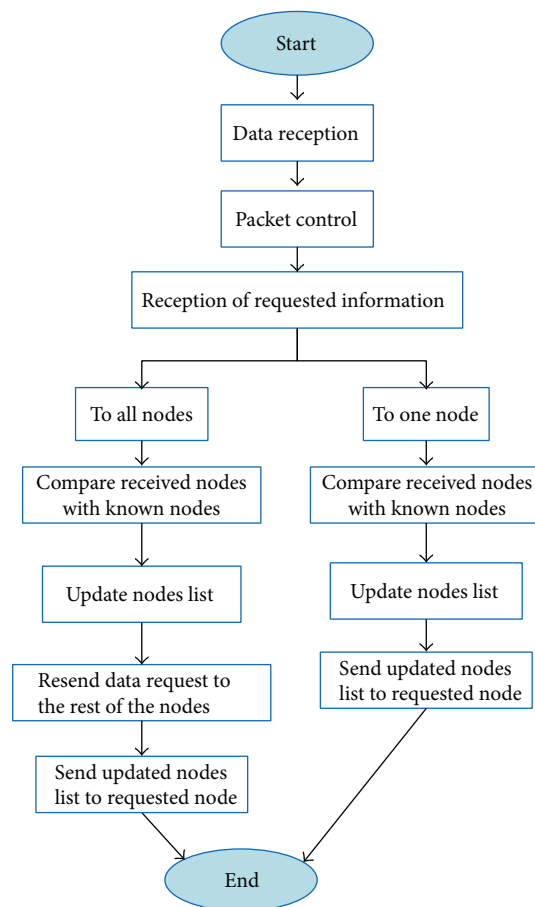 Start
Data reception
Packet control
Reception of requested information
To all nodes
To one node
Compare received nodes
with known nodes
Compare received nodes
with known nodes
Update nodes list
Update nodes list
Resend data request to
the rest of the nodes
Send updated nodes
list to requested node
Send updated nodes
list to requested node
End